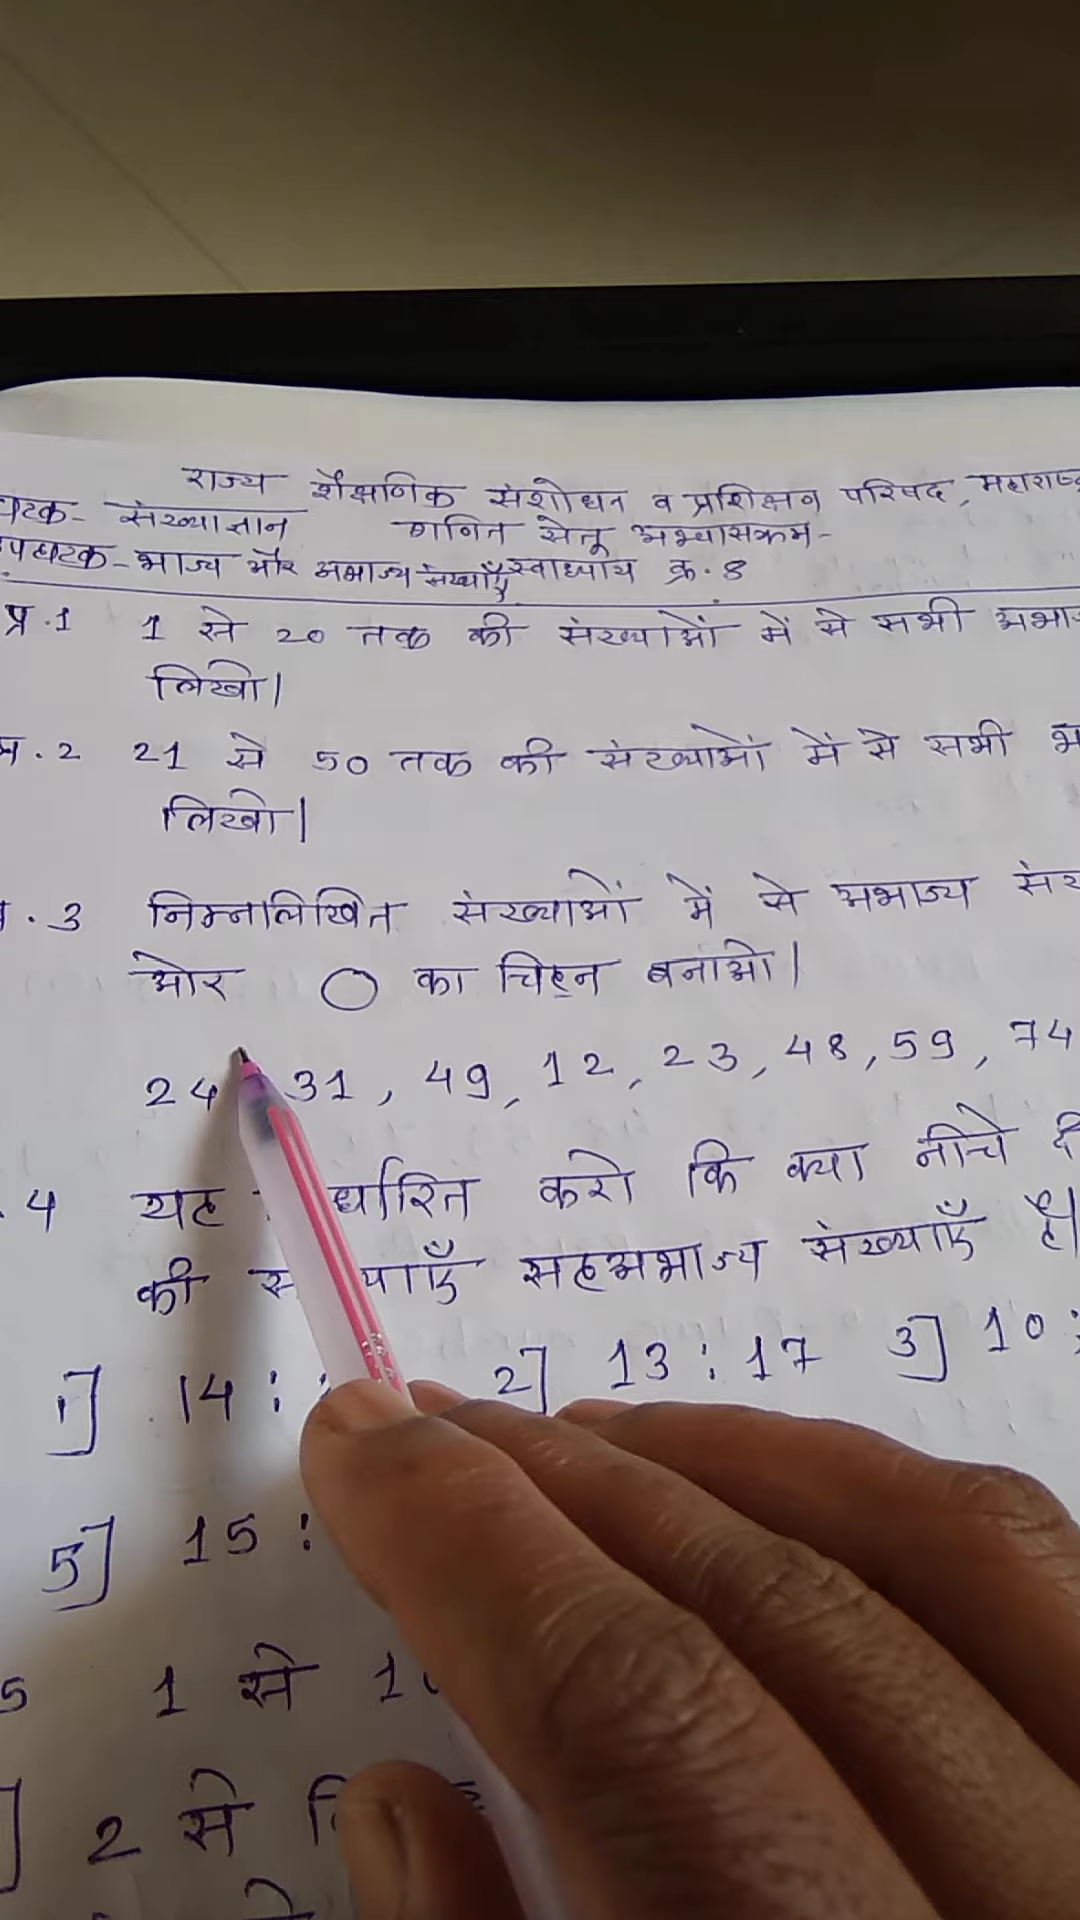 राज्य शैक्षणिक संशोधन व प्रशिक्षण परिषद, महाराष्ट्र
घटक- संख्याज्ञान गणित सेतू अभ्यासक्रम-
उपघटक-भाज्य और अभाज्य संख्याएँ स्वाध्याय क्र. 8
प्र.1 1 से 20 तक की संख्याओं में से सभी
लिखो।
प्र.2 21 से 50 तक की संख्याओं में से सभी
लिखो।
.3 निम्नलिखित संख्याओं में से अभाज्य
ओर ○ का चिह्न बनाओ।
24 31, 49, 12, 23, 48, 59, 74
.4 यह र्धारित करो कि क्या नीचे
की सहअभाज्य संख्याएँ है।
1] 14: 2] 13:17 3] 10:
5] 15:
5 1 से
] 2 से